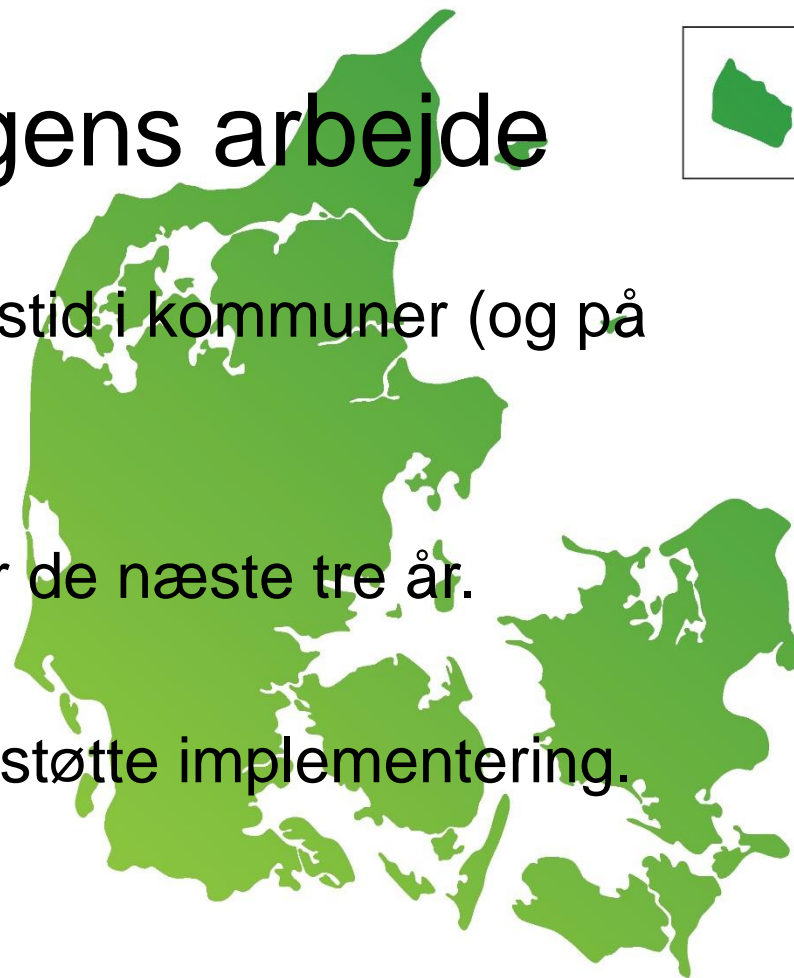 gens arbejde
stid i kommuner (og på
r de næste tre år.
støtte implementering.